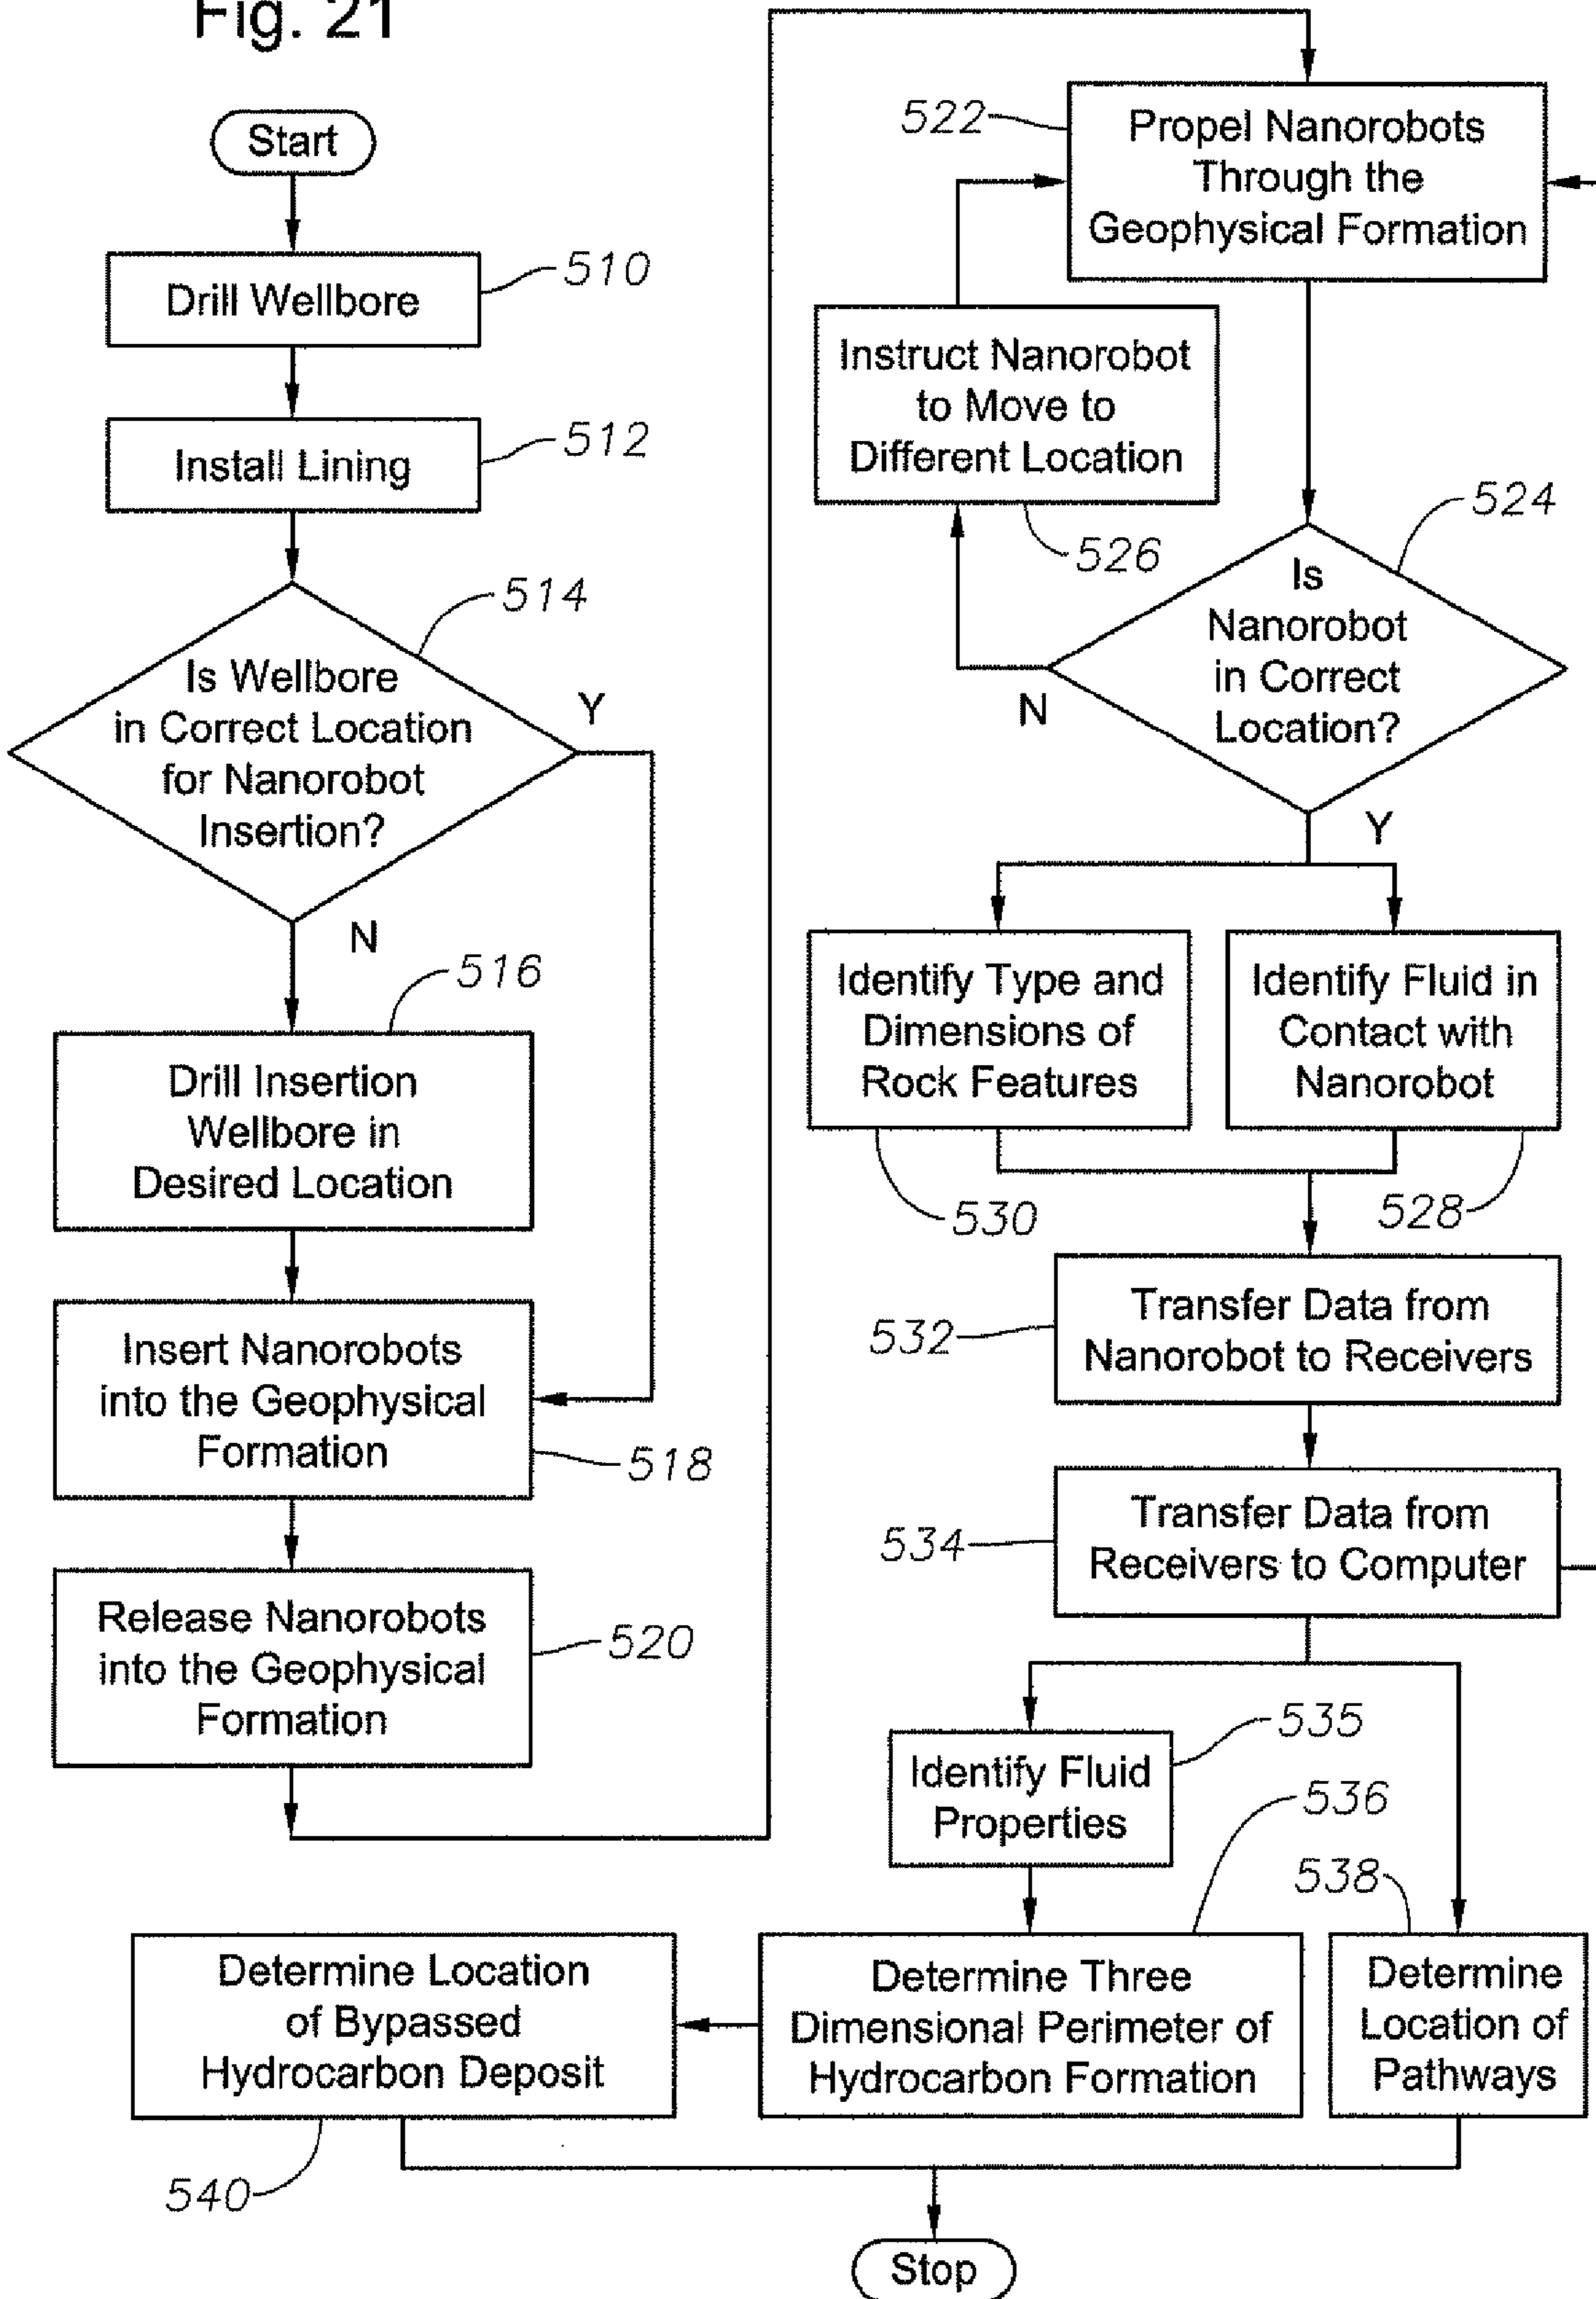 Fig. 21
Start
Drill Wellbore
510
Install Lining
512
Is Wellbore
in Correct Location
for Nanorobot
Insertion?
514
Y
N
516
Drill Insertion
Wellbore in
Desired Location
Insert Nanorobots
into the Geophysical
Formation
518
Release Nanorobots
into the Geophysical
Formation
520
522
Propel Nanorobots
Through the
Geophysical Formation
Instruct Nanorobot
to Move to
Different Location
526
524
Is
Nanorobot
in Correct
Location?
N
Y
Identify Type and
Dimensions of
Rock Features
530
Identify Fluid in
Contact with
Nanorobot
528
532
Transfer Data from
Nanorobot to Receivers
534
Transfer Data from
Receivers to Computer
535
Identify Fluid
Properties
536
538
Determine Location
of Bypassed
Hydrocarbon Deposit
Determine Three
Dimensional Perimeter of
Hydrocarbon Formation
Determine
Location of
Pathways
540
Stop